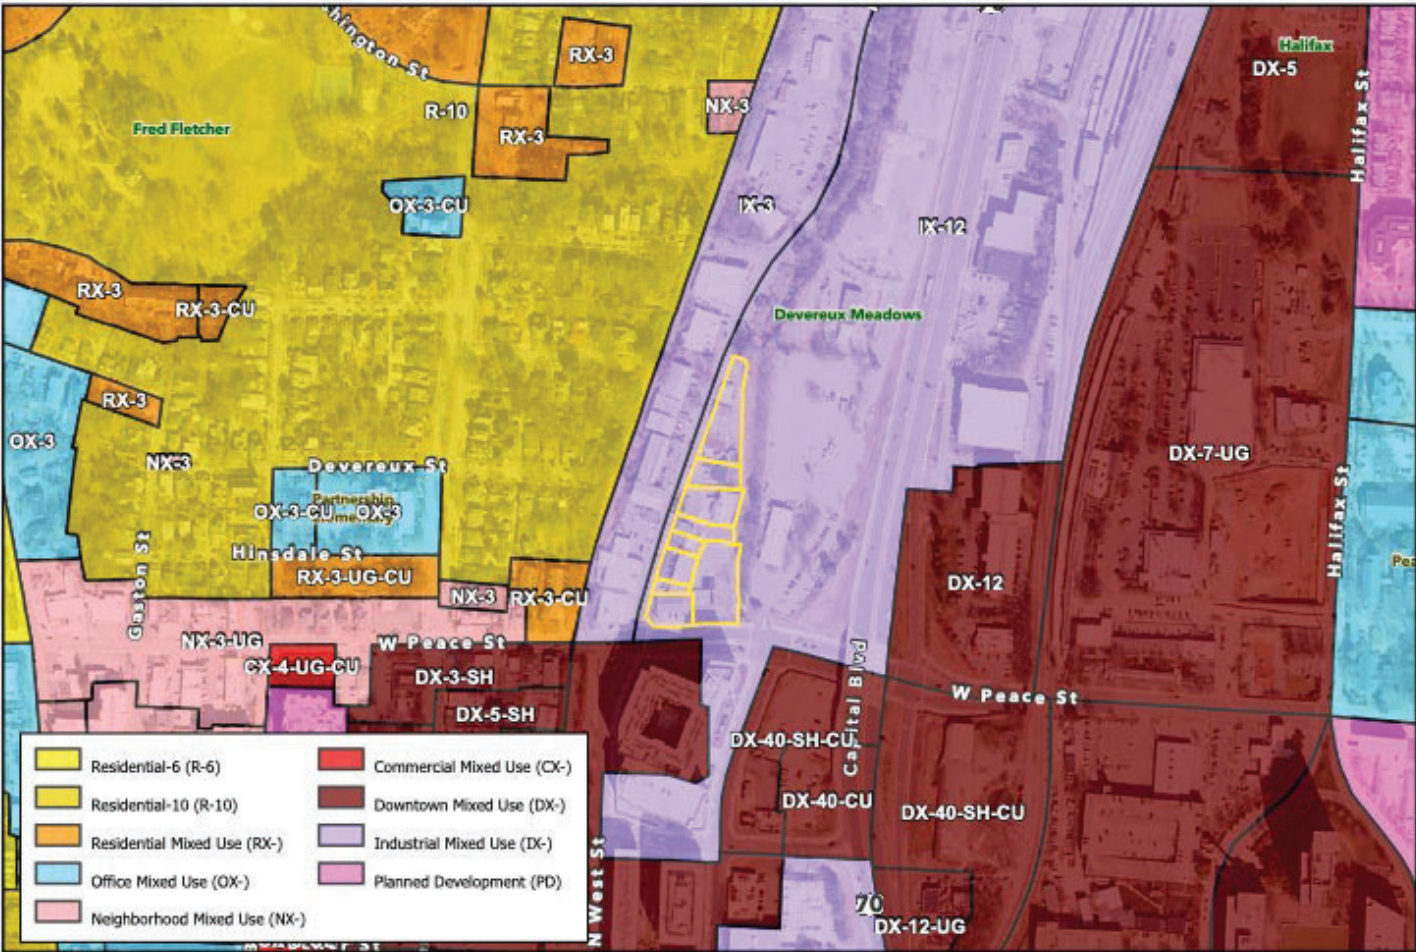 Halifax
DX-5
RX-3
R-10
NX-3
RX-3
Fred Fletcher
Halifax St
OX-3-CU
IX-3
IX-12
RX-3
RX-3-CU
Devereux Meadows
RX-3
OX-3
NX-3
Devereux St
DX-7-UG
Partnership
OX-3-CU
OX-3
Elementary
Halifax St
Gaston St
Hinsdale St
RX-3-UG-CU
NX-3
RX-3-CU
DX-12
NX-3-UG
W Peace St
CX-4-UG-CU
DX-3-SH
W Peace St
DX-5-SH
Capital Blvd
DX-40-SH-CU
DX-40-CU
DX-40-SH-CU
N West St
70
DX-12-UG
Residential-6 (R-6)
Residential-10 (R-10)
Residential Mixed Use (RX-)
Office Mixed Use (OX-)
Neighborhood Mixed Use (NX-)
Commercial Mixed Use (CX-)
Downtown Mixed Use (DX-)
Industrial Mixed Use (IX-)
Planned Development (PD)